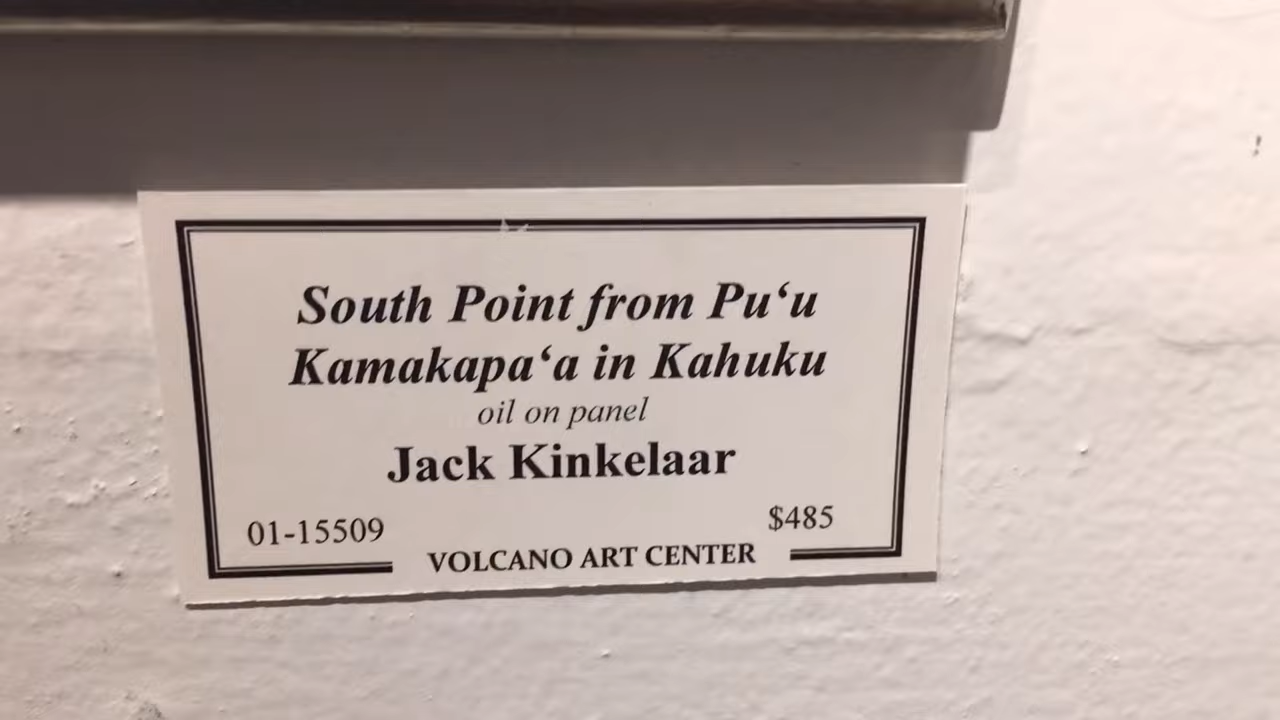 South Point from Pu‘u
Kamakapa‘a in Kahuku
oil on panel
Jack Kinkelaar
01-15509
$485
VOLCANO ART CENTER